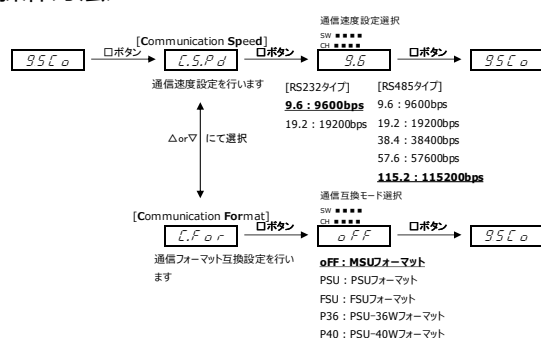 通信速度設定選択
[Communication Speed]
SW ■ ■ ■ ■
CH ■ ■ ■ ■
95Co
□ボタン
C.S.Pd
□ボタン
9.6
□ボタン
95Co
通信速度設定を行います
[RS232タイプ]
9.6：9600bps
19.2：19200bps
[RS485タイプ]
9.6：9600bps
19.2：19200bps
38.4：38400bps
57.6：57600bps
115.2：115200bps
△or▽ にて選択
通信互換モード選択
[Communication Format]
SW ■ ■ ■ ■
CH ■ ■ ■ ■
C.For
□ボタン
oFF
□ボタン
95Co
通信フォーマット互換設定を行い
ます
oFF：MSUフォーマット
PSU：PSUフォーマット
FSU：FSUフォーマット
P36：PSU-36Wフォーマット
P40：PSU-40Wフォーマット